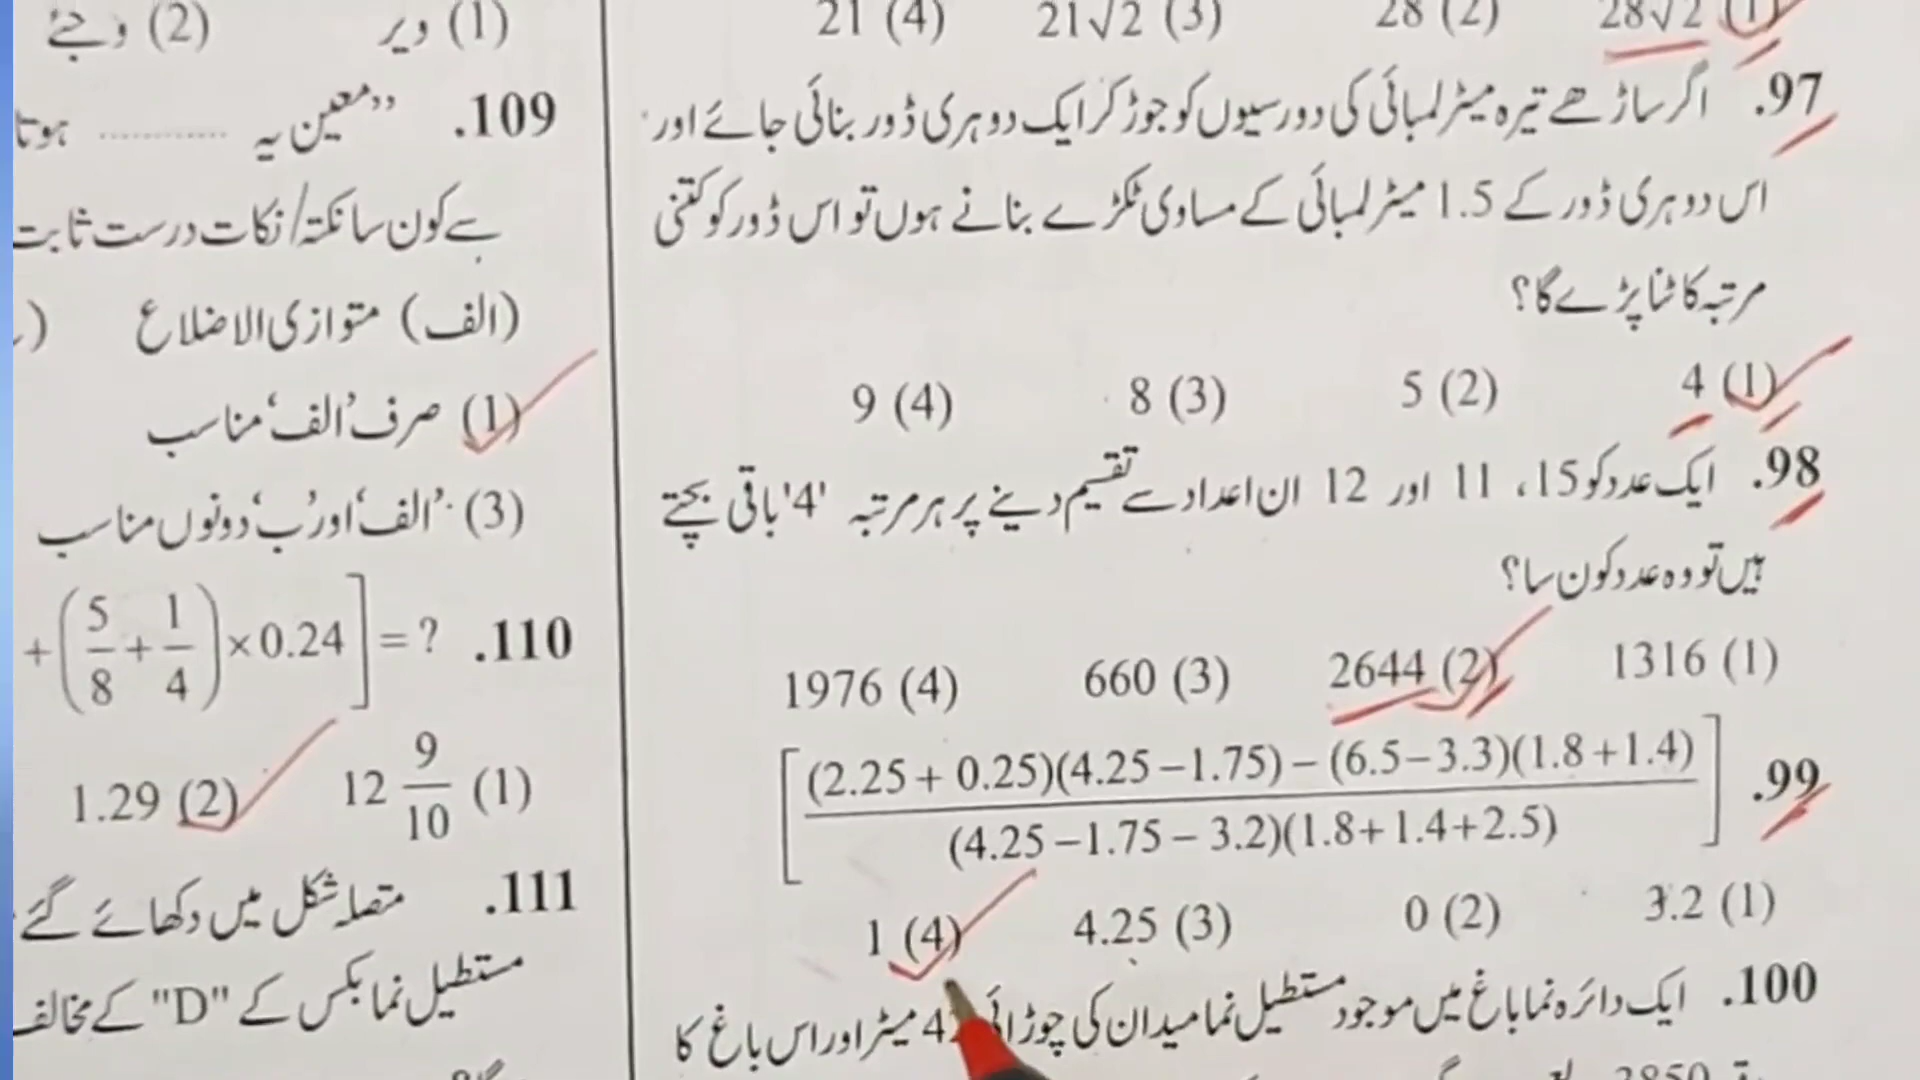 28√2 (1) 28 (2) 21√2 (3) 21 (4)
.97 اگر ساڑھے تیرہ میٹر لمبائی کی دو رسیوں کو جوڑ کر ایک دوہری ڈور بنائی جائے اور
اس دوہری ڈور کے 1.5 میٹر لمبائی کے مساوی ٹکڑے بنانے ہوں تو اس ڈور کو کتنی
مرتبہ کاٹنا پڑے گا؟
4 (1) 5 (2) 8 (3) 9 (4)
.98 ایک عدد کو 15، 11 اور 12 ان اعداد سے تقسیم دینے پر ہر مرتبہ '4' باقی بچتے
ہیں تو وہ عدد کون سا؟
1316 (1) 2644 (2) 660 (3) 1976 (4)
.99 [(2.25 + 0.25)(4.25 – 1.75) – (6.5 – 3.3)(1.8 + 1.4) / (4.25 – 1.75 – 3.2)(1.8 + 1.4 + 2.5)]
3.2 (1) 0 (2) 4.25 (3) 1 (4)
.100 ایک دائرہ نما باغ میں موجود مستطیل نما میدان کی چوڑائی
میٹر اور اس باغ کا
2850
(1) ویر (2) وجئے
.109 "معین یہ .............. ہوتا
ہے کون سا نکتہ/نکات درست ثابت
(الف) متوازی الاضلاع
(1) صرف 'الف' مناسب
(3) 'الف' اور 'ب' دونوں مناسب
.110 + (5/8 + 1/4) × 0.24] = ?
12 9/10 (1) 1.29 (2)
.111 متصلہ شکل میں دکھائے گئے
مستطیل نما بکس کے "D" کے مخالف